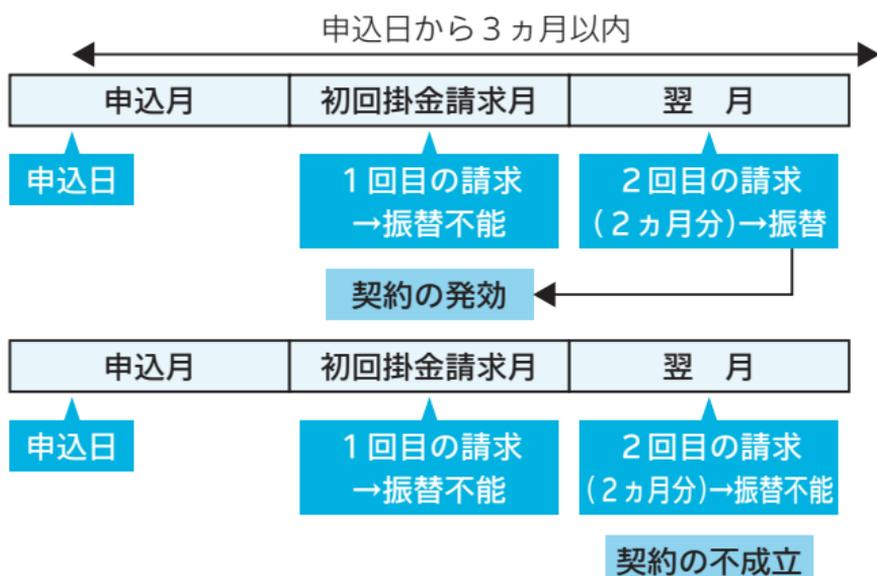 申込日から３ヵ月以内
申込月
初回掛金請求月
翌　月
申込日
１回目の請求
→振替不能
２回目の請求
(２ヵ月分)→振替
契約の発効
申込月
初回掛金請求月
翌　月
申込日
１回目の請求
→振替不能
２回目の請求
(２ヵ月分)→振替不能
契約の不成立